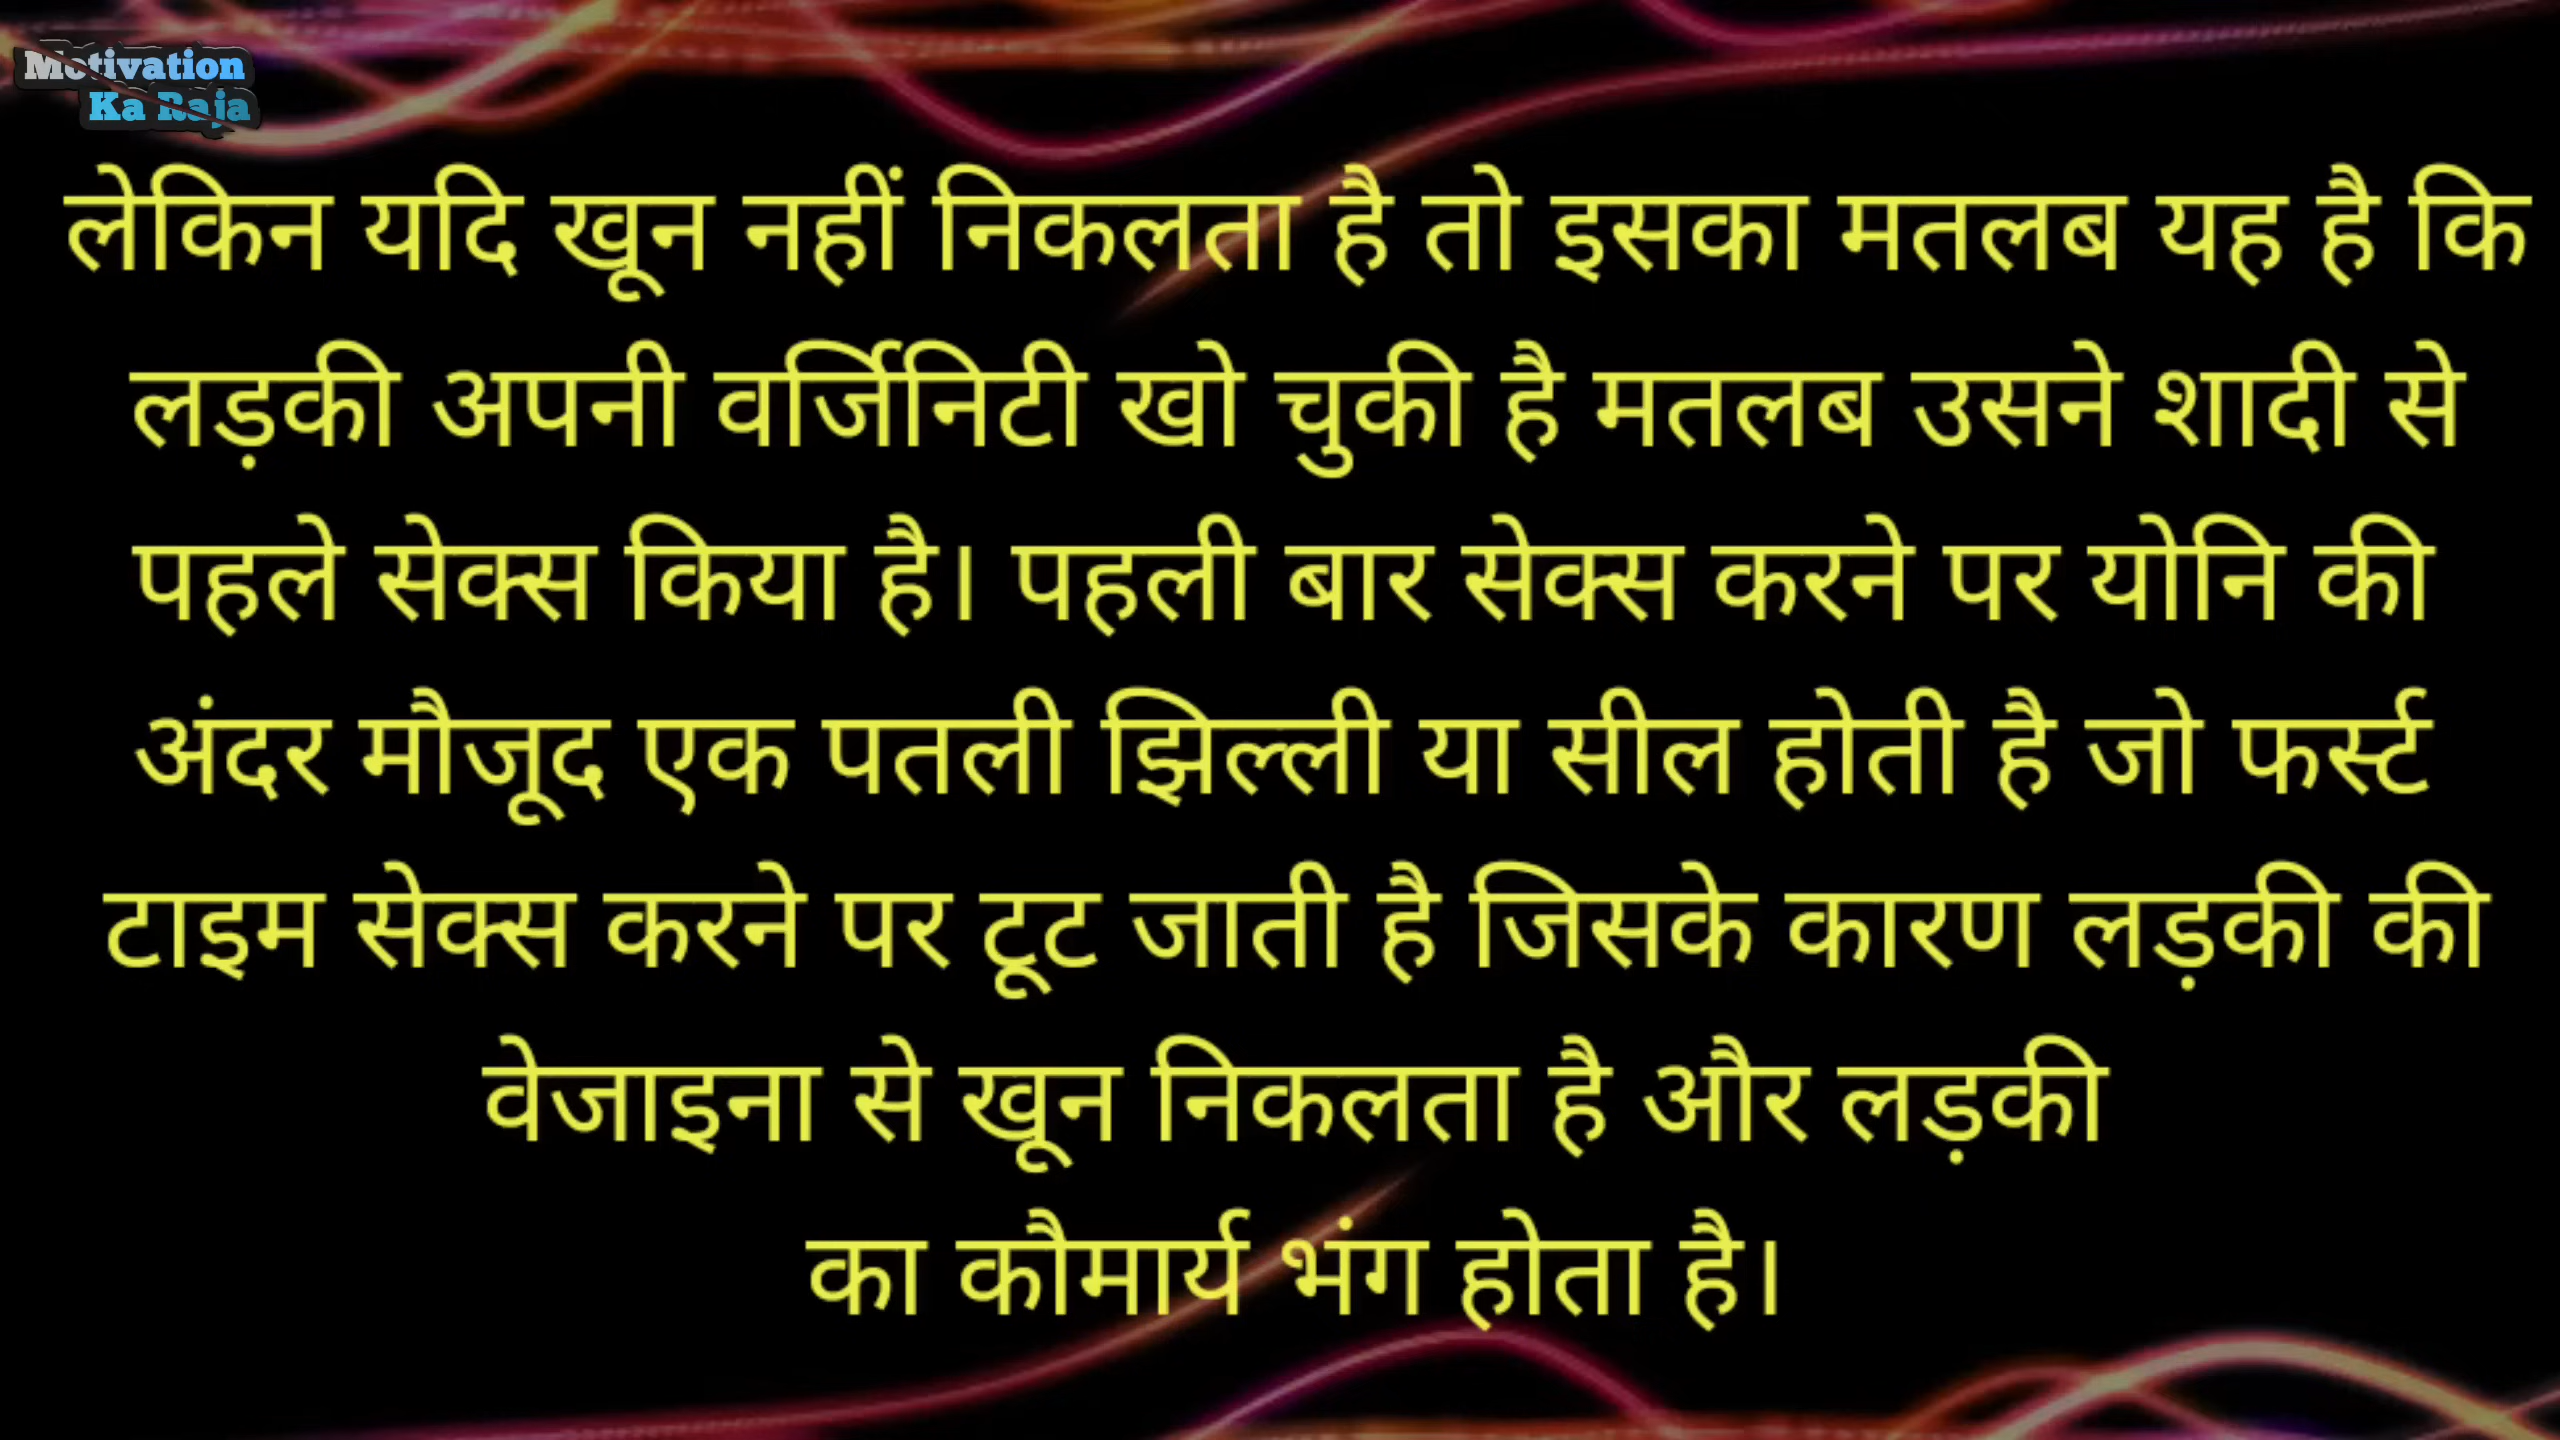 Motivation
Ka Raja
लेकिन यदि खून नहीं निकलता है तो इसका मतलब यह है कि
लड़की अपनी वर्जिनिटी खो चुकी है मतलब उसने शादी से
पहले सेक्स किया है। पहली बार सेक्स करने पर योनि की
अंदर मौजूद एक पतली झिल्ली या सील होती है जो फर्स्ट
टाइम सेक्स करने पर टूट जाती है जिसके कारण लड़की की
वेजाइना से खून निकलता है और लड़की
का कौमार्य भंग होता है।